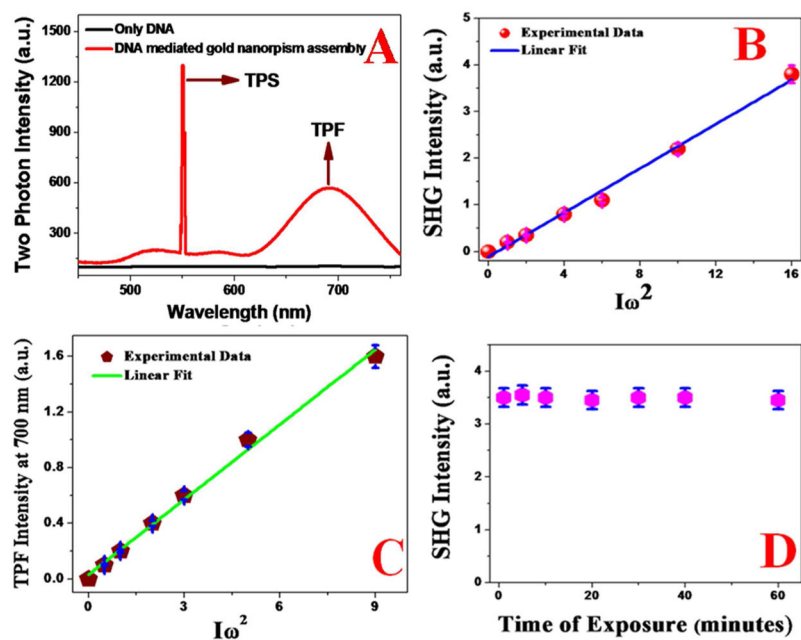 Only DNA
DNA mediated gold nanorpism assembly
A
TPS
TPF
Two Photon Intensity (a.u.)
1500
1200
900
600
300
500
600
700
Wavelength (nm)
Experimental Data
Linear Fit
B
SHG Intensity (a.u.)
5
4
3
2
1
0
0
4
8
12
16
Iω²
Experimental Data
Linear Fit
C
TPF Intensity at 700 nm (a.u.)
1.6
1.2
0.8
0.4
0.0
0
3
6
9
Iω²
D
SHG Intensity (a.u.)
5
4
3
2
0
20
40
60
Time of Exposure (minutes)